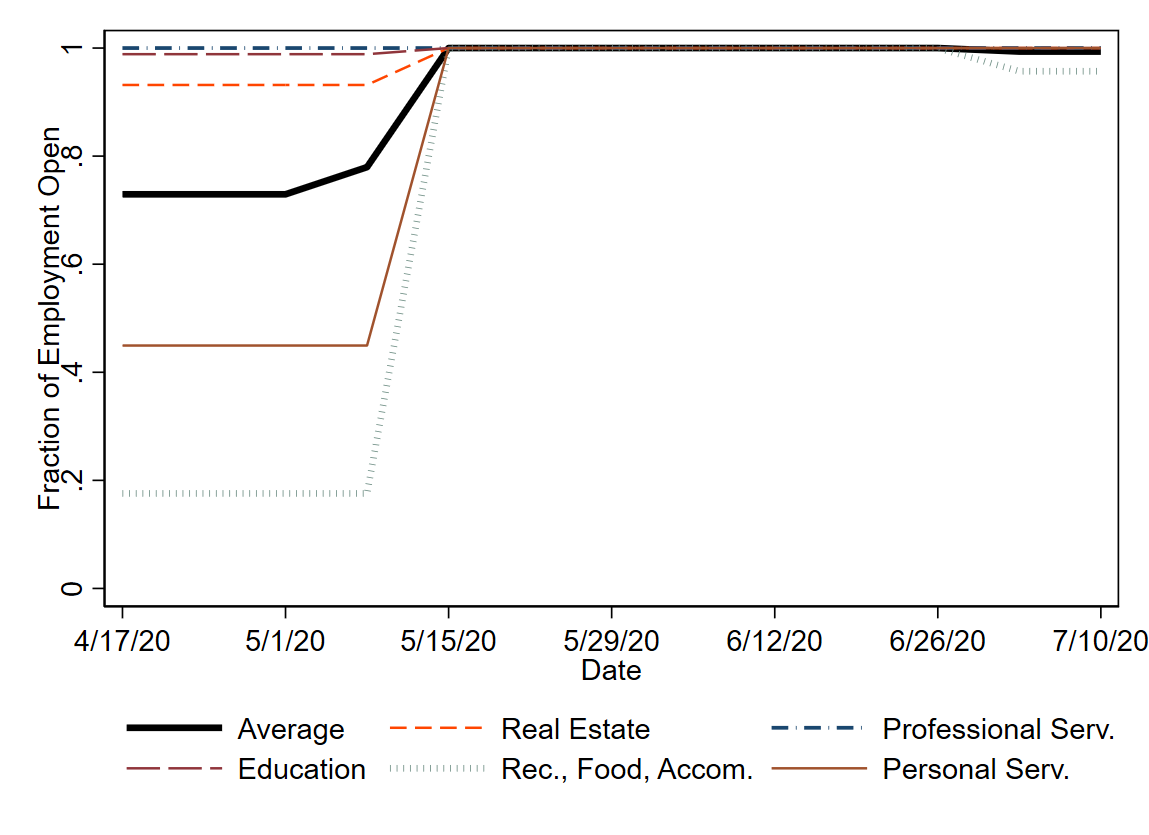 Fraction of Employment Open
1
.8
.6
.4
.2
0
4/17/20 5/1/20 5/15/20 5/29/20 6/12/20 6/26/20 7/10/20
Date
Average Real Estate Professional Serv.
Education Rec., Food, Accom. Personal Serv.